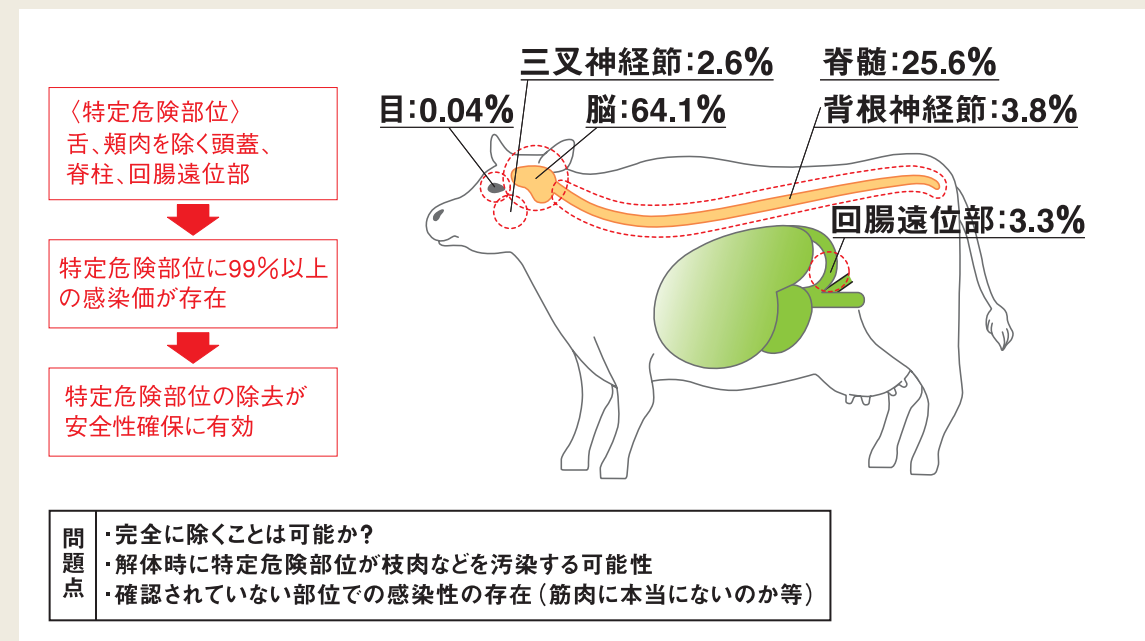 〈特定危険部位〉
舌、頬肉を除く頭蓋、
脊柱、回腸遠位部
特定危険部位に99%以上
の感染価が存在
特定危険部位の除去が
安全性確保に有効
三叉神経節:2.6%
脊髄:25.6%
目:0.04%
脳:64.1%
背根神経節:3.8%
回腸遠位部:3.3%
問題点
・完全に除くことは可能か?
・解体時に特定危険部位が枝肉などを汚染する可能性
・確認されていない部位での感染性の存在(筋肉に本当にないのか等)